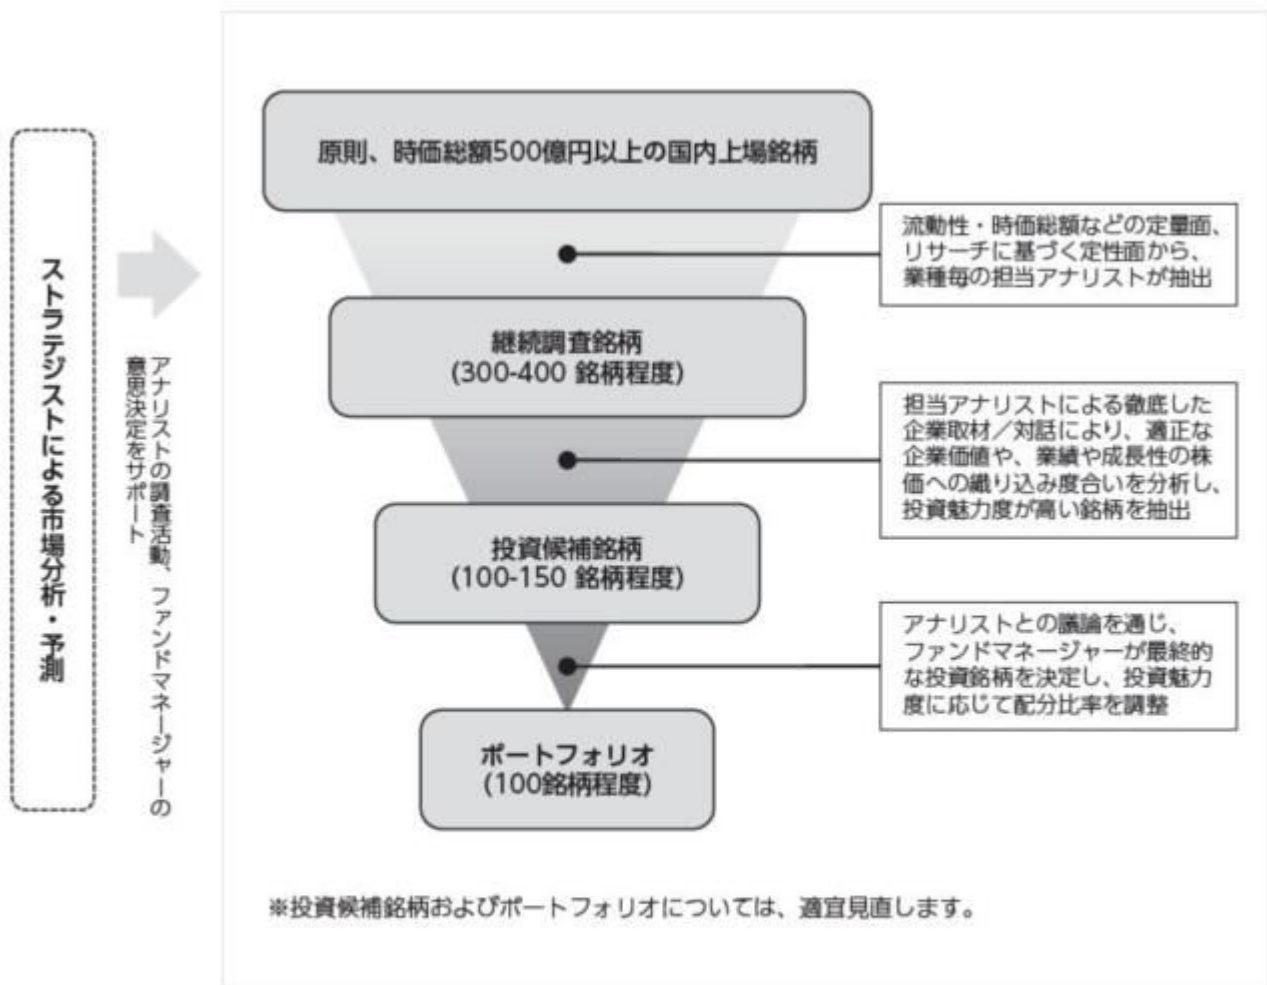 ストラテジストによる市場分析・予測
アナリストの調査活動、ファンドマネージャーの
意思決定をサポート
原則、時価総額500億円以上の国内上場銘柄
流動性・時価総額などの定量面、
リサーチに基づく定性面から、
業種毎の担当アナリストが抽出
継続調査銘柄
(300-400 銘柄程度)
担当アナリストによる徹底した
企業取材／対話により、適正な
企業価値や、業績や成長性の株
価への織り込み度合いを分析し、
投資魅力度が高い銘柄を抽出
投資候補銘柄
(100-150 銘柄程度)
アナリストとの議論を通じ、
ファンドマネージャーが最終的
な投資銘柄を決定し、投資魅力
度に応じて配分比率を調整
ポートフォリオ
(100銘柄程度)
※投資候補銘柄およびポートフォリオについては、適宜見直します。